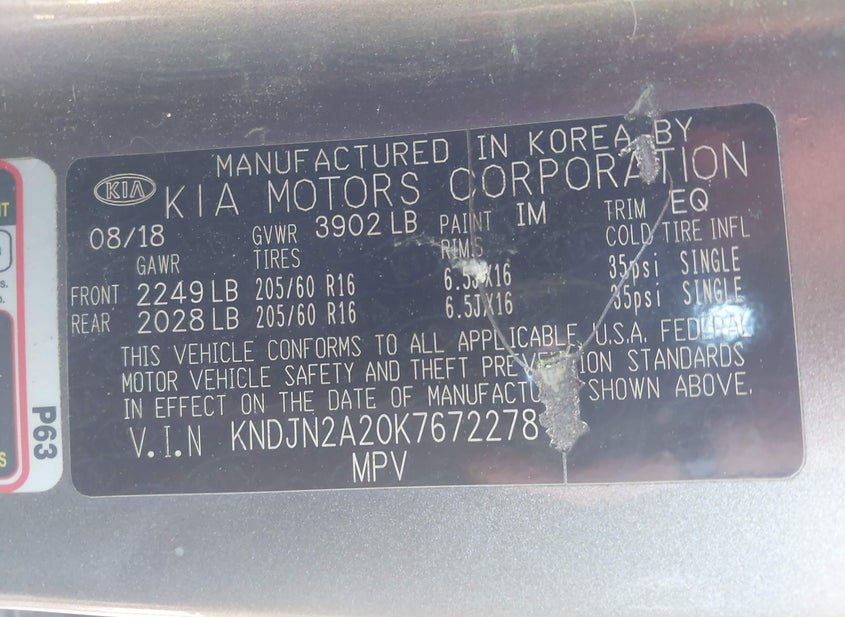 MANUFACTURED IN KOREA BY
KIA KIA MOTORS CORPORATION
08/18 GVWR 3902 LB PAINT IM TRIM EQ
GAWR TIRES RIMS COLD TIRE INFL
FRONT 2249 LB 205/60 R16 6.5JX16 35psi SINGLE
REAR 2028 LB 205/60 R16 6.5JX16 35psi SINGLE
THIS VEHICLE CONFORMS TO ALL APPLICABLE U.S.A. FEDERAL
MOTOR VEHICLE SAFETY AND THEFT PREVENTION STANDARDS
IN EFFECT ON THE DATE OF MANUFACTURE SHOWN ABOVE.
V.I.N KNDJN2A20K7672278
MPV
P63